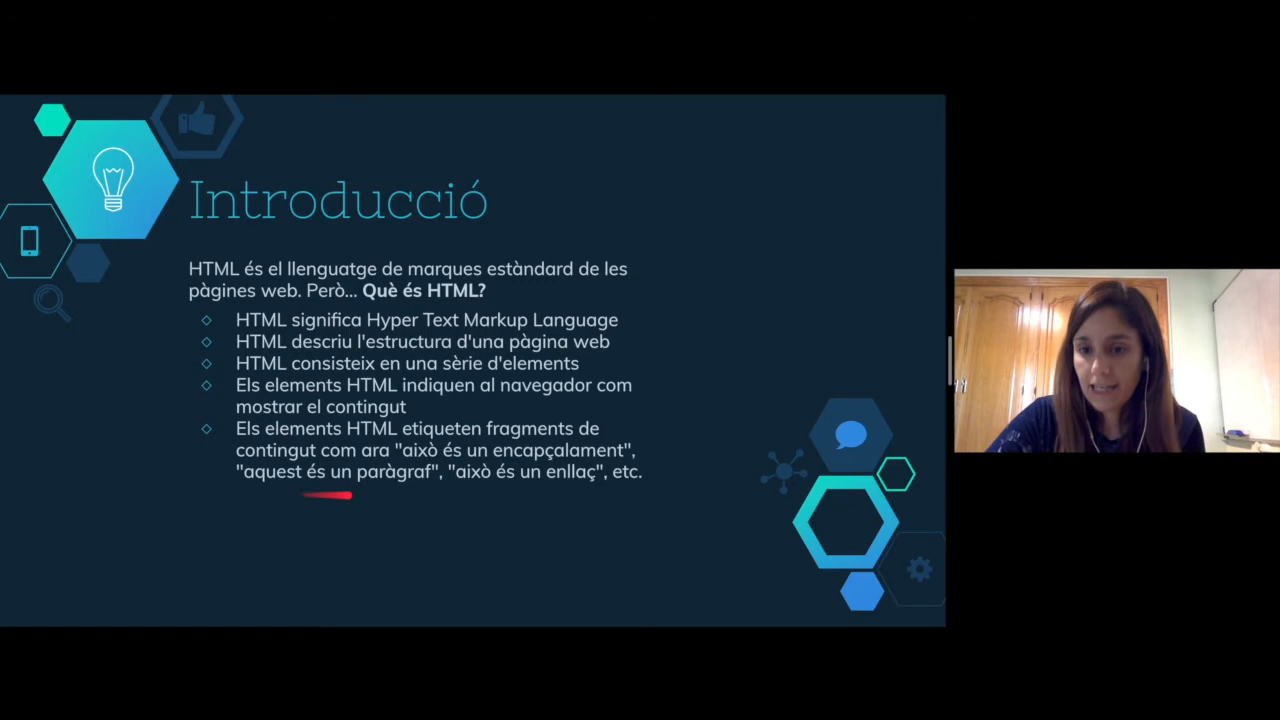 Introducció
HTML és el llenguatge de marques estàndard de les
pàgines web. Però... Què és HTML?
HTML significa Hyper Text Markup Language
HTML descriu l'estructura d'una pàgina web
HTML consisteix en una sèrie d'elements
Els elements HTML indiquen al navegador com
mostrar el contingut
Els elements HTML etiqueten fragments de
contingut com ara "això és un encapçalament",
"aquest és un paràgraf", "això és un enllaç", etc.